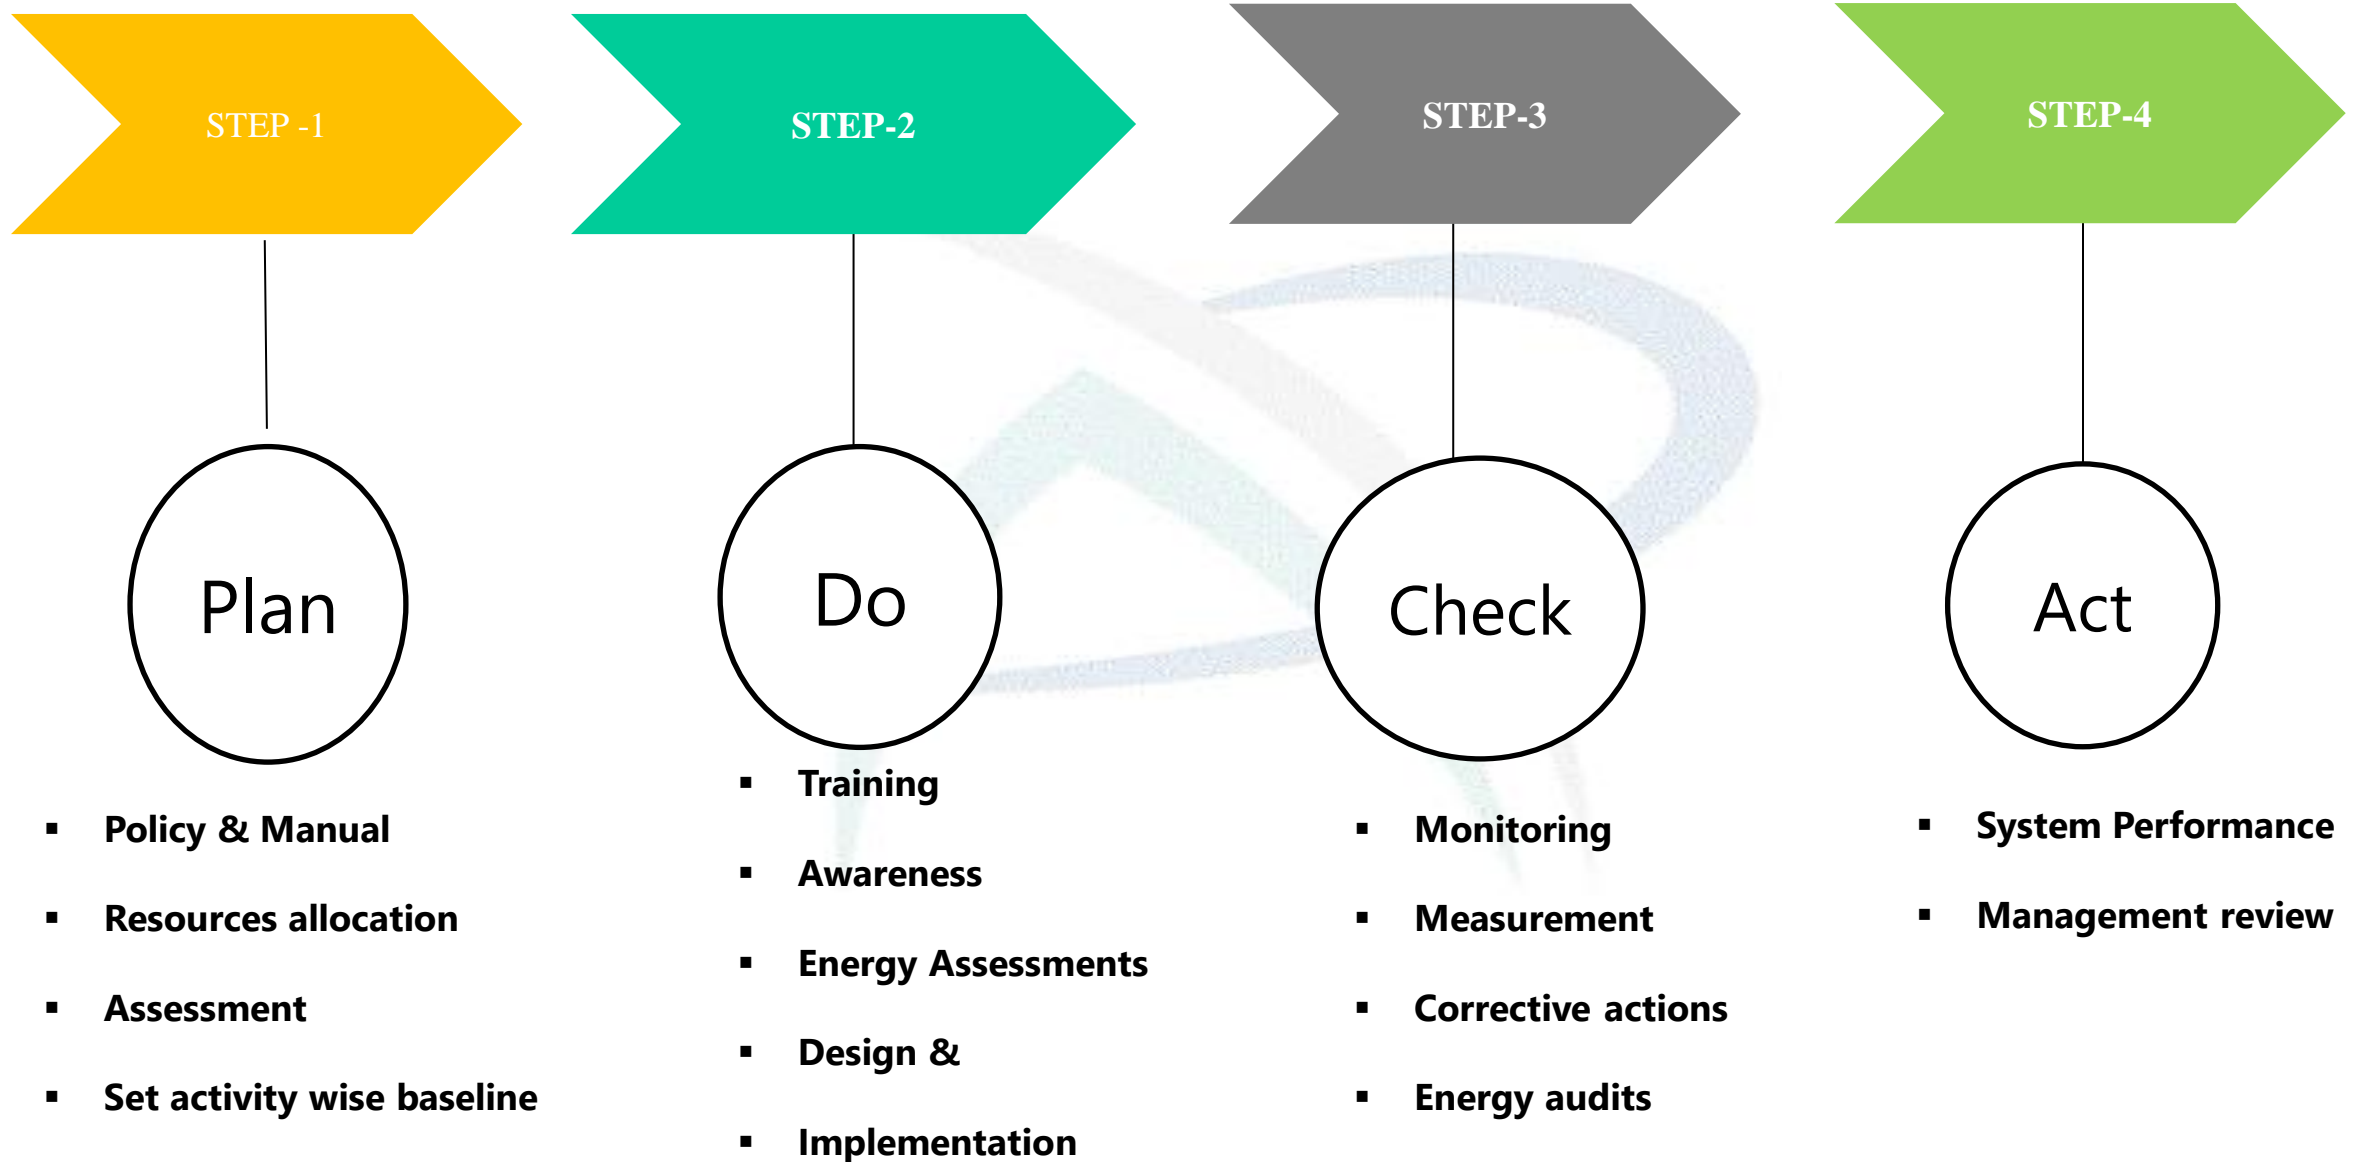 STEP -1
STEP-2
STEP-3
STEP-4
Plan
Do
Check
Act
▪ Policy & Manual
▪ Resources allocation
▪ Assessment
▪ Set activity wise baseline
▪ Training
▪ Awareness
▪ Energy Assessments
▪ Design &
▪ Implementation
▪ Monitoring
▪ Measurement
▪ Corrective actions
▪ Energy audits
▪ System Performance
▪ Management review